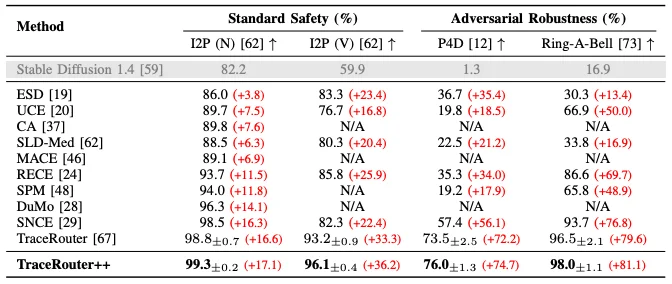 Method Standard Safety (%) Adversarial Robustness (%)
I2P (N) [62] ↑ I2P (V) [62] ↑ P4D [12] ↑ Ring-A-Bell [73] ↑
Stable Diffusion 1.4 [59] 82.2 59.9 1.3 16.9
ESD [19] 86.0 (+3.8) 83.3 (+23.4) 36.7 (+35.4) 30.3 (+13.4)
UCE [20] 89.7 (+7.5) 76.7 (+16.8) 19.8 (+18.5) 66.9 (+50.0)
CA [37] 89.8 (+7.6) N/A N/A N/A
SLD-Med [62] 88.5 (+6.3) 80.3 (+20.4) 22.5 (+21.2) 33.8 (+16.9)
MACE [46] 89.1 (+6.9) N/A N/A N/A
RECE [24] 93.7 (+11.5) 85.8 (+25.9) 35.3 (+34.0) 86.6 (+69.7)
SPM [48] 94.0 (+11.8) N/A 19.2 (+17.9) 65.8 (+48.9)
DuMo [28] 96.3 (+14.1) N/A N/A N/A
SNCE [29] 98.5 (+16.3) 82.3 (+22.4) 57.4 (+56.1) 93.7 (+76.8)
TraceRouter [67] 98.8±0.7 (+16.6) 93.2±0.9 (+33.3) 73.5±2.5 (+72.2) 96.5±2.1 (+79.6)
TraceRouter++ 99.3±0.2 (+17.1) 96.1±0.4 (+36.2) 76.0±1.3 (+74.7) 98.0±1.1 (+81.1)